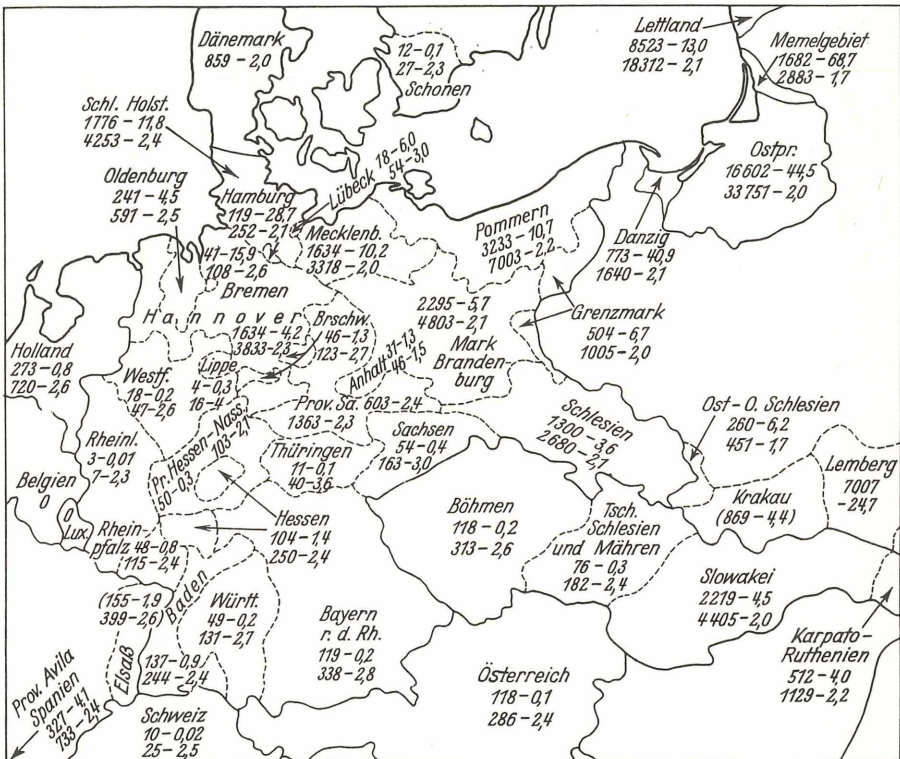 Dänemark
859 – 2,0
12 – 0,1
27 – 2,3
Schonen
Lettland
8523 – 13,0
18312 – 2,1
Memelgebiet
1682 – 68,7
2883 – 1,7
Schl. Holst.
1776 – 11,8
4253 – 2,4
Ostpr.
16602 – 44,5
33751 – 2,0
Oldenburg
241 – 4,5
591 – 2,5
Hamburg
119 – 28,7
252 – 2,1
Lübeck 18 – 6,0
54 – 3,0
Mecklenb.
1634 – 10,2
3318 – 2,0
Pommern
3233 – 10,7
7003 – 2,2
Danzig
773 – 40,9
1640 – 2,1
41 – 15,9
108 – 2,6
Bremen
Hannover
1634 – 4,2
3833 – 2,3
Brschw.
46 – 1,3
123 – 2,7
Anhalt 31 – 1,3
46 – 1,5
2295 – 5,7
4803 – 2,1
Mark
Branden-
burg
Grenzmark
504 – 6,7
1005 – 2,0
Holland
273 – 0,8
720 – 2,6
Westf.
18 – 0,2
47 – 2,6
Lippe
4 – 0,3
16 – 4
Prov. Sa. 603 – 2,4
1363 – 2,3
Schlesien
1300 – 3,6
2680 – 2,1
Ost – O. Schlesien
260 – 6,2
451 – 1,7
Rheinl.
3 – 0,01
7 – 2,3
Pr. Hessen-Nass.
50 – 0,3
103 – 2,1
Thüringen
11 – 0,1
40 – 3,6
Sachsen
54 – 0,4
163 – 3,0
Lemberg
7007
– 24,7
Belgien
0
0
Lux.
Krakau
(869 – 4,4)
Böhmen
118 – 0,2
313 – 2,6
Tsch.
Schlesien
und Mähren
76 – 0,3
182 – 2,4
Hessen
104 – 1,4
250 – 2,4
Rhein-
pfalz 48 – 0,8
115 – 2,4
Slowakei
2219 – 4,5
4405 – 2,0
(155 – 1,9
399 – 2,6)
Elsaß
Baden
137 – 0,9
244 – 2,4
Württ.
49 – 0,2
131 – 2,7
Bayern
r. d. Rh.
119 – 0,2
338 – 2,8
Karpato-
Ruthenien
512 – 4,0
1129 – 2,2
Österreich
118 – 0,1
286 – 2,4
Prov. Avila
Spanien
327 – 4,1
733 – 2,4
Schweiz
10 – 0,02
25 – 2,5